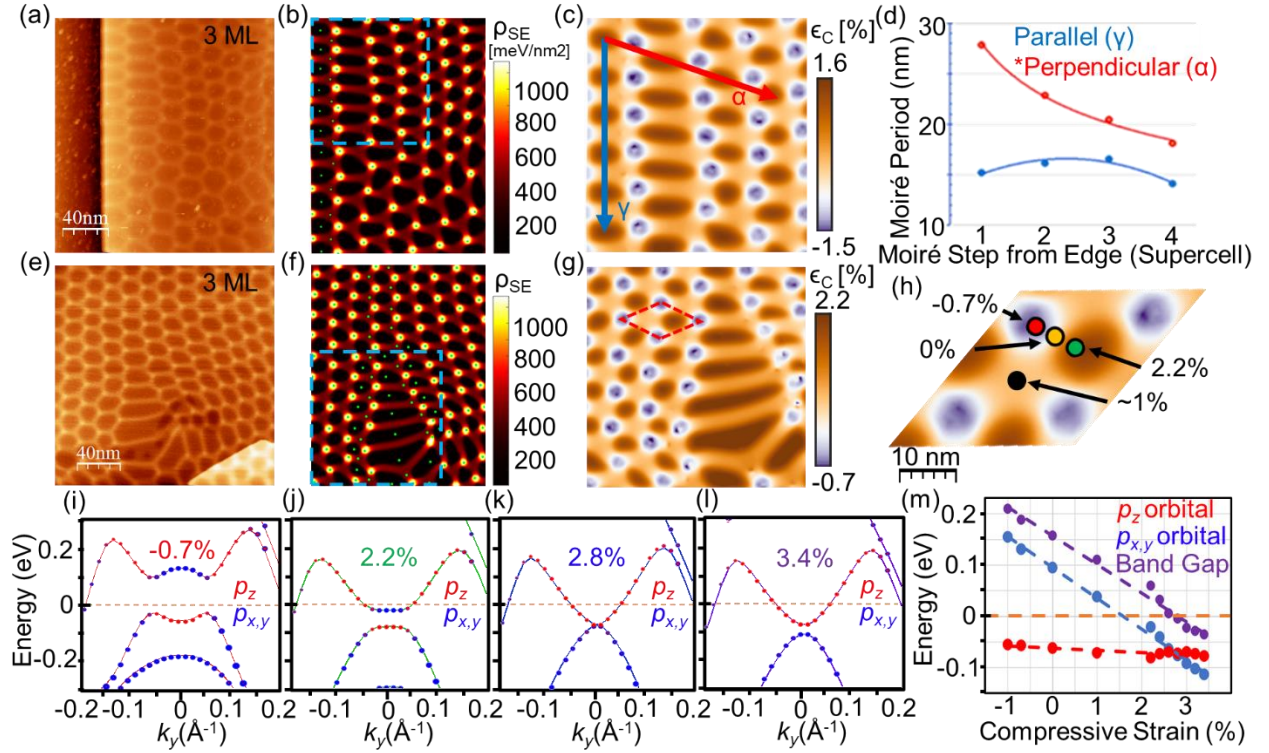 (a)
3 ML
40nm
(b)
ρSE
[meV/nm2]
1000
800
600
400
200
(c)
α
γ
ϵC [%]
1.6
-1.5
(d)
Moiré Period (nm)
30
20
10
Parallel (γ)
*Perpendicular (α)
1 2 3 4
Moiré Step from Edge (Supercell)
(e)
3 ML
40nm
(f)
ρSE
1000
800
600
400
200
(g)
ϵC [%]
2.2
-0.7
(h)
-0.7%
0%
2.2%
~1%
10 nm
(i)
Energy (eV)
0.2
0
-0.2
-0.7%
pz
px,y
-0.2 -0.1 0 0.1 0.2
ky(Å-1)
(j)
2.2%
pz
px,y
-0.1 0 0.1 0.2
ky(Å-1)
(k)
2.8%
pz
px,y
-0.1 0 0.1 0.2
ky(Å-1)
(l)
3.4%
pz
px,y
-0.1 0 0.1 0.2
ky(Å-1)
(m)
Energy (eV)
0.2
0.1
0
-0.1
pz orbital
px,y orbital
Band Gap
-1 0 1 2 3
Compressive Strain (%)